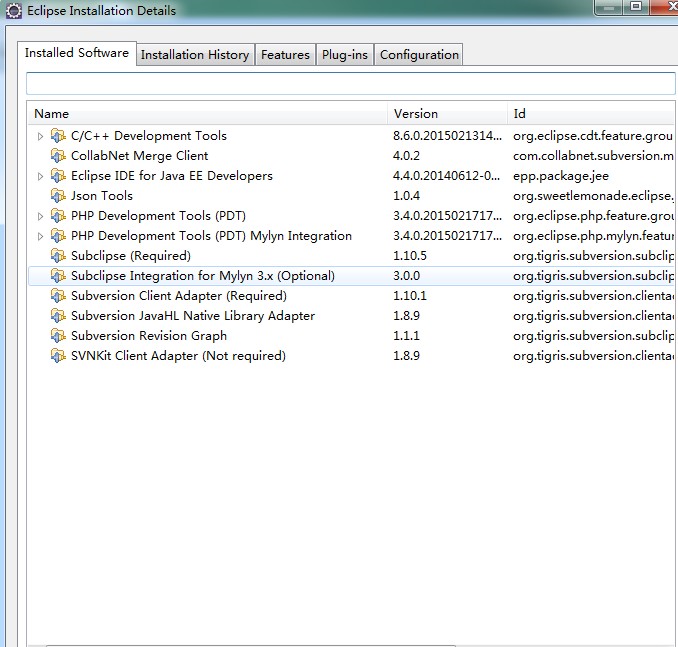 Eclipse Installation Details
Installed Software Installation History Features Plug-ins Configuration
Name Version Id
C/C++ Development Tools 8.6.0.2015021314... org.eclipse.cdt.feature.grou
CollabNet Merge Client 4.0.2 com.collabnet.subversion.m
Eclipse IDE for Java EE Developers 4.4.0.20140612-0... epp.package.jee
Json Tools 1.0.4 org.sweetlemonade.eclipse.
PHP Development Tools (PDT) 3.4.0.2015021717... org.eclipse.php.feature.grou
PHP Development Tools (PDT) Mylyn Integration 3.4.0.2015021717... org.eclipse.php.mylyn.featur
Subclipse (Required) 1.10.5 org.tigris.subversion.subclip
Subclipse Integration for Mylyn 3.x (Optional) 3.0.0 org.tigris.subversion.subclip
Subversion Client Adapter (Required) 1.10.1 org.tigris.subversion.clienta
Subversion JavaHL Native Library Adapter 1.8.9 org.tigris.subversion.clienta
Subversion Revision Graph 1.1.1 org.tigris.subversion.subclip
SVNKit Client Adapter (Not required) 1.8.9 org.tigris.subversion.clienta